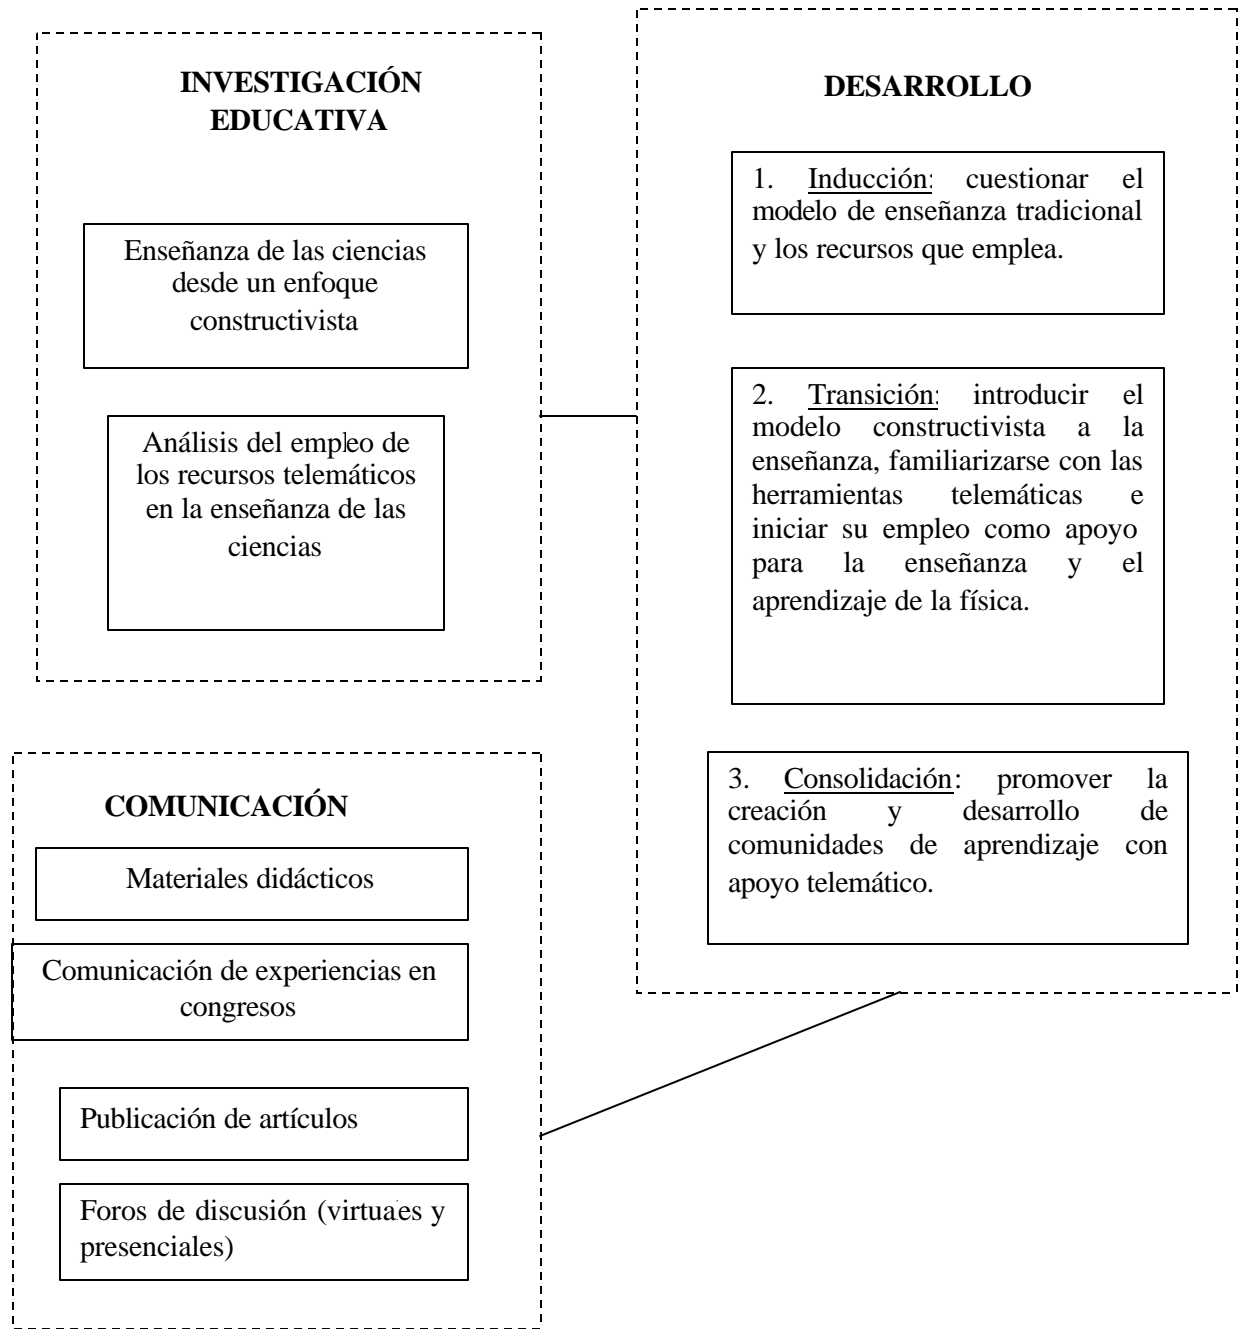 INVESTIGACIÓN
EDUCATIVA
Enseñanza de las ciencias
desde un enfoque
constructivista
Análisis del empleo de
los recursos telemáticos
en la enseñanza de las
ciencias
DESARROLLO
1. Inducción: cuestionar el
modelo de enseñanza tradicional
y los recursos que emplea.
2. Transición: introducir el
modelo constructivista a la
enseñanza, familiarizarse con las
herramientas telemáticas e
iniciar su empleo como apoyo
para la enseñanza y el
aprendizaje de la física.
3. Consolidación: promover la
creación y desarrollo de
comunidades de aprendizaje con
apoyo telemático.
COMUNICACIÓN
Materiales didácticos
Comunicación de experiencias en
congresos
Publicación de artículos
Foros de discusión (virtuales y
presenciales)